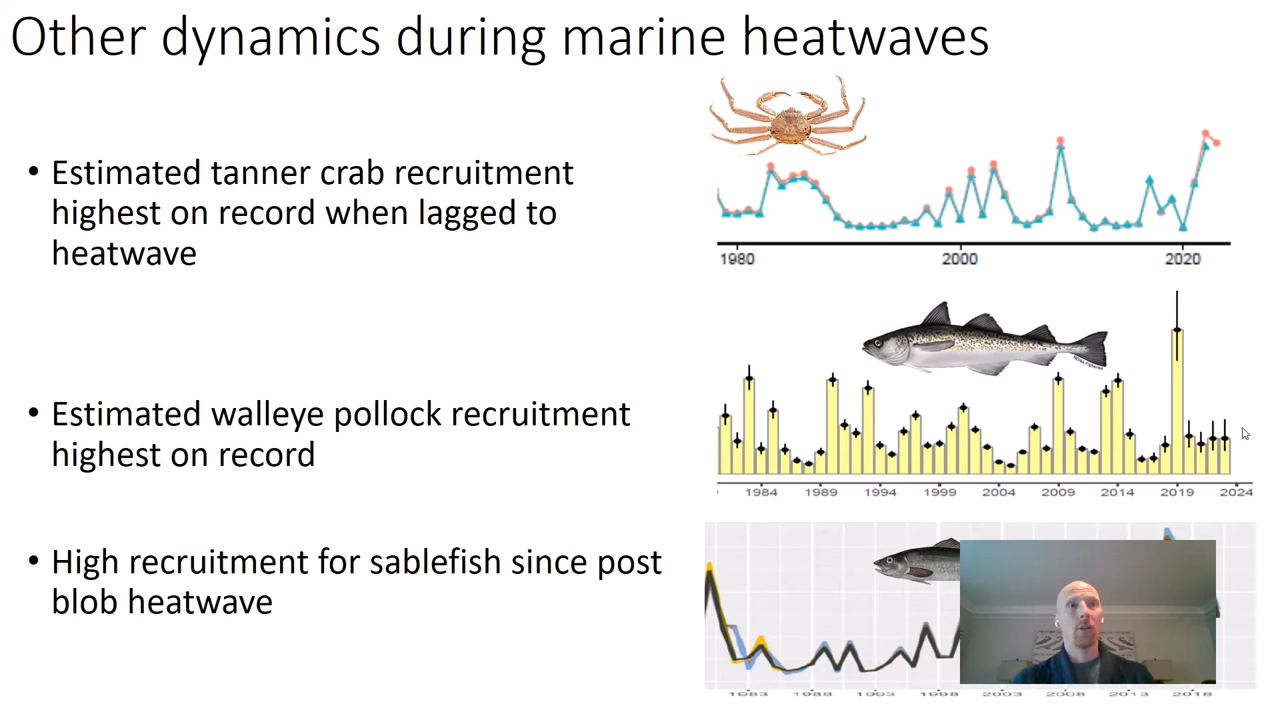 Other dynamics during marine heatwaves
• Estimated tanner crab recruitment
highest on record when lagged to
heatwave
1980 2000 2020
• Estimated walleye pollock recruitment
highest on record
NOAA Fisheries
1984 1989 1994 1999 2004 2009 2014 2019 2024
• High recruitment for sablefish since post
blob heatwave
1983 1988 1993 1998 2003 2008 2013 2018